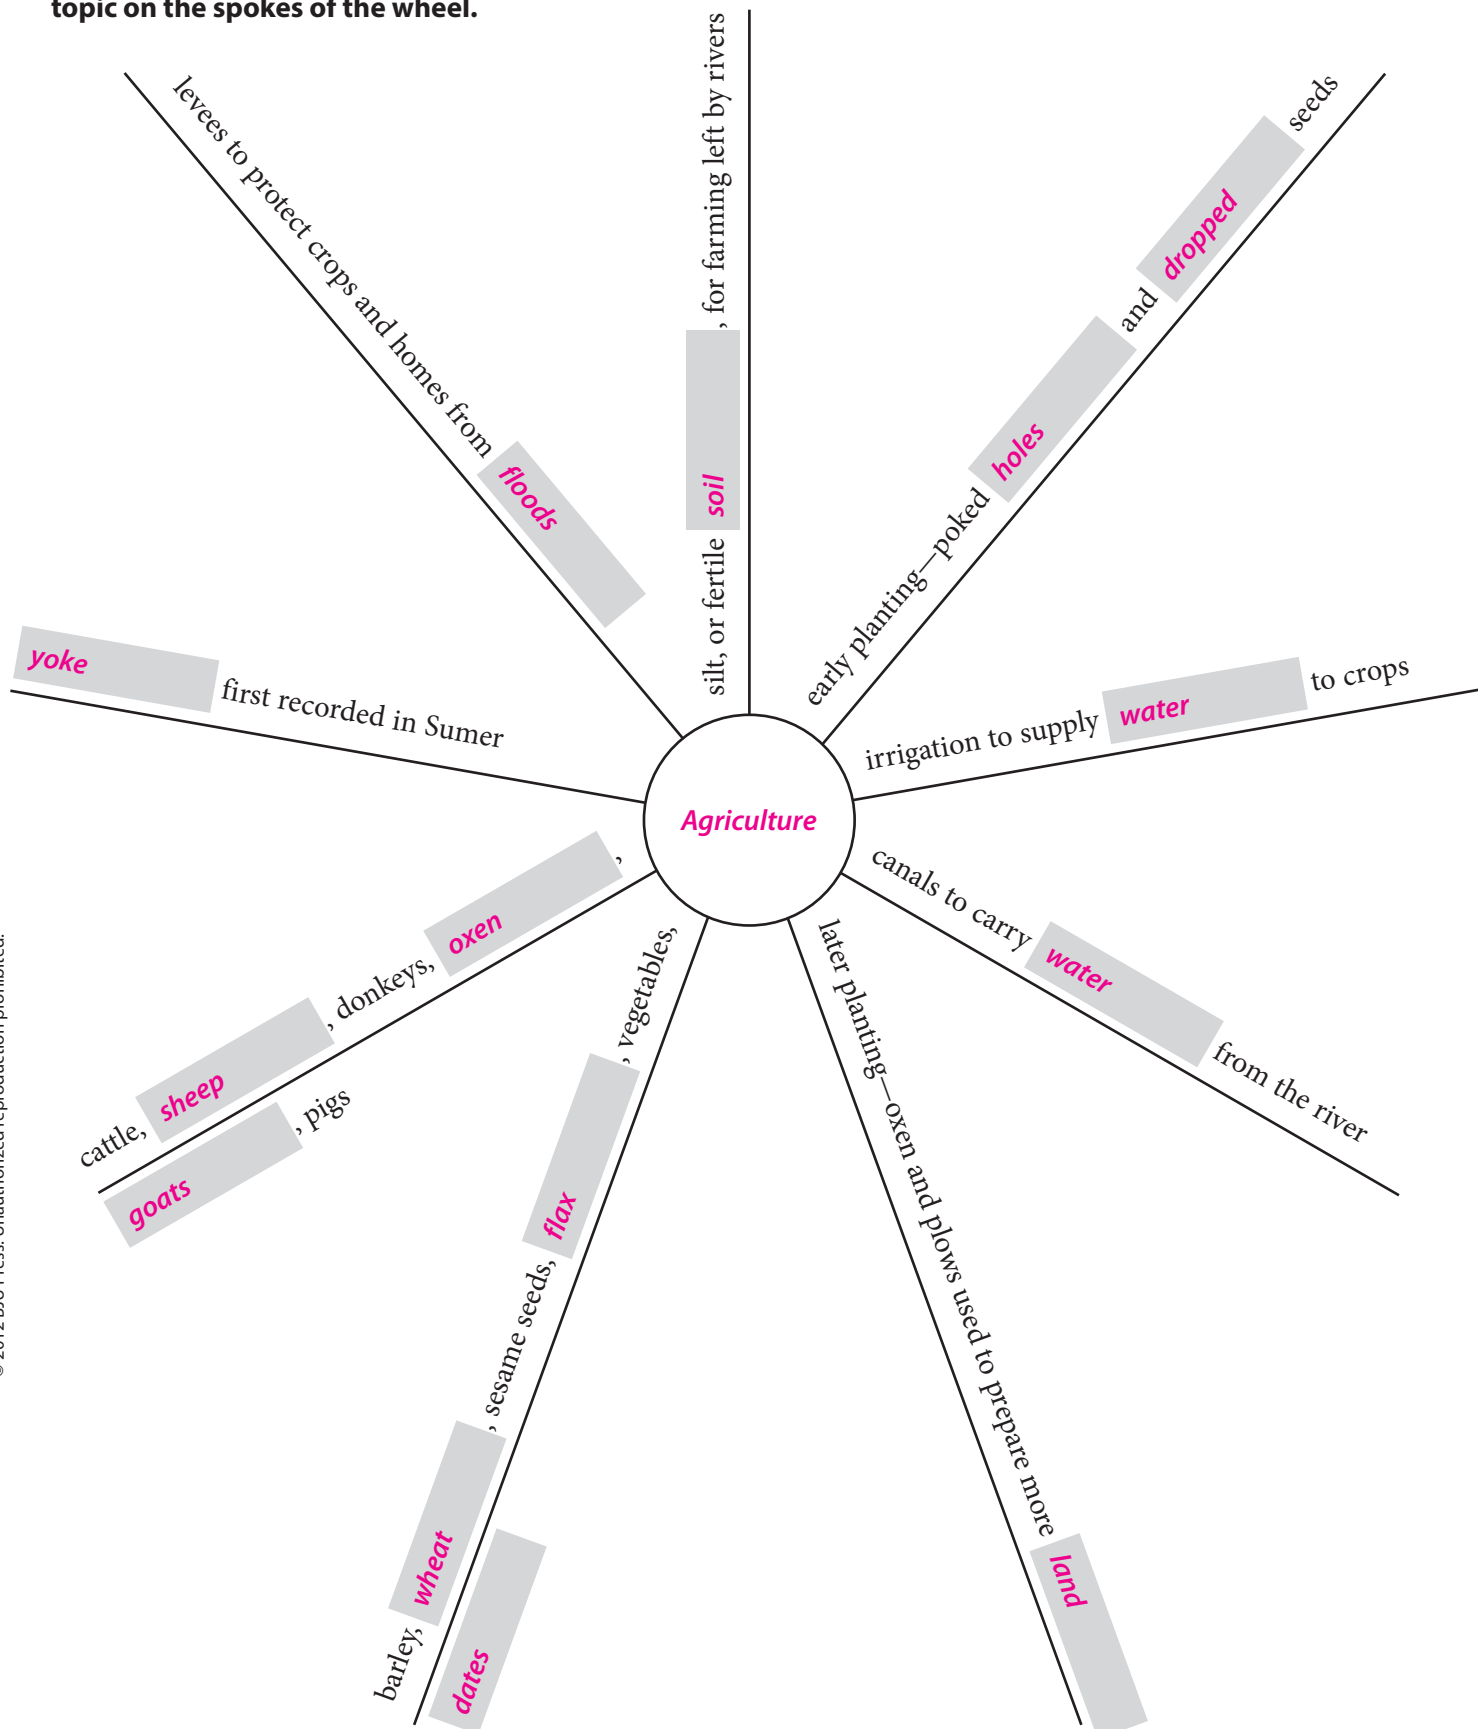 topic on the spokes of the wheel.
levees to protect crops and homes from floods
silt, or fertile soil, for farming left by rivers
early planting—poked holes and dropped seeds
yoke first recorded in Sumer
irrigation to supply water to crops
Agriculture
cattle, sheep, donkeys, oxen,
goats, pigs
canals to carry water from the river
barley, wheat, sesame seeds, flax, vegetables,
dates
later planting—oxen and plows used to prepare more land